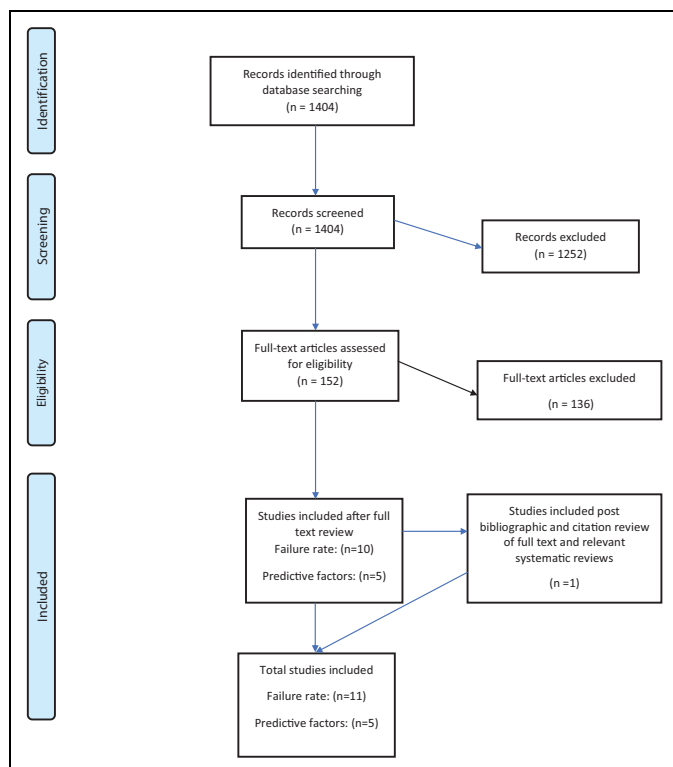 Identification
Records identified through
database searching
(n = 1404)
Screening
Records screened
(n = 1404)
Records excluded
(n = 1252)
Eligibility
Full-text articles assessed
for eligibility
(n = 152)
Full-text articles excluded
(n = 136)
Included
Studies included after full
text review
Failure rate: (n=10)
Predictive factors: (n=5)
Studies included post
bibliographic and citation review
of full text and relevant
systematic reviews
(n =1)
Total studies included
Failure rate: (n=11)
Predictive factors: (n=5)